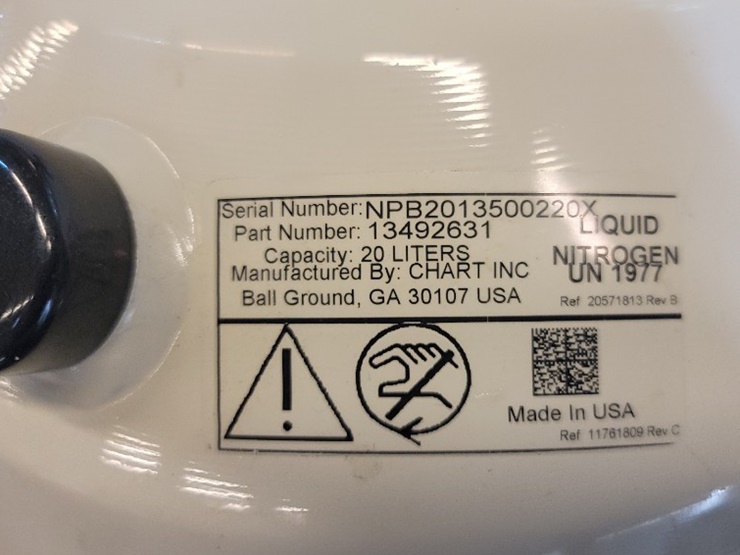 Serial Number: NPB2013500220X
Part Number: 13492631
Capacity: 20 LITERS
Manufactured By: CHART INC
Ball Ground, GA 30107 USA
LIQUID
NITROGEN
UN 1977
Ref 20571813 Rev B
Made In USA
Ref 11761809 Rev C